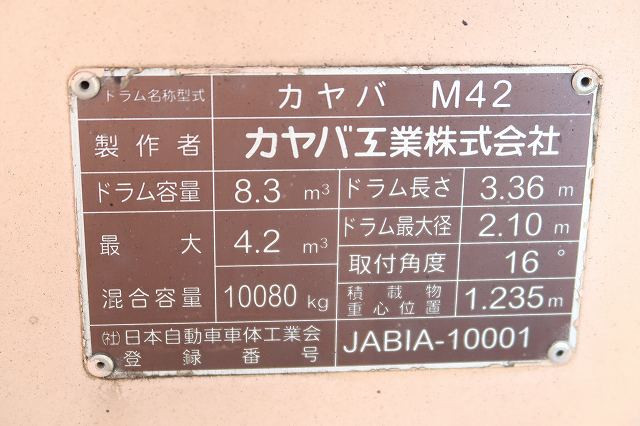 ドラム名称型式 カヤバ M42
製作者 カヤバ工業株式会社
ドラム容量 8.3 m³ ドラム長さ 3.36 m
ドラム最大径 2.10 m
最大 4.2 m³
取付角度 16°
混合容量 10080 kg 積載物重心位置 1.235 m
(社)日本自動車車体工業会
登録番号 JABIA-10001